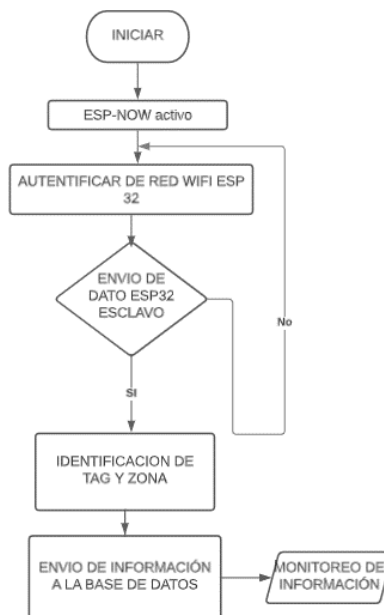 INICIAR
ESP-NOW activo
AUTENTIFICAR DE RED WIFI ESP
32
ENVIO DE
DATO ESP32
ESCLAVO
No
SI
IDENTIFICACION DE
TAG Y ZONA
ENVIO DE INFORMACIÓN
A LA BASE DE DATOS
MONITOREO DE
INFORMACIÓN